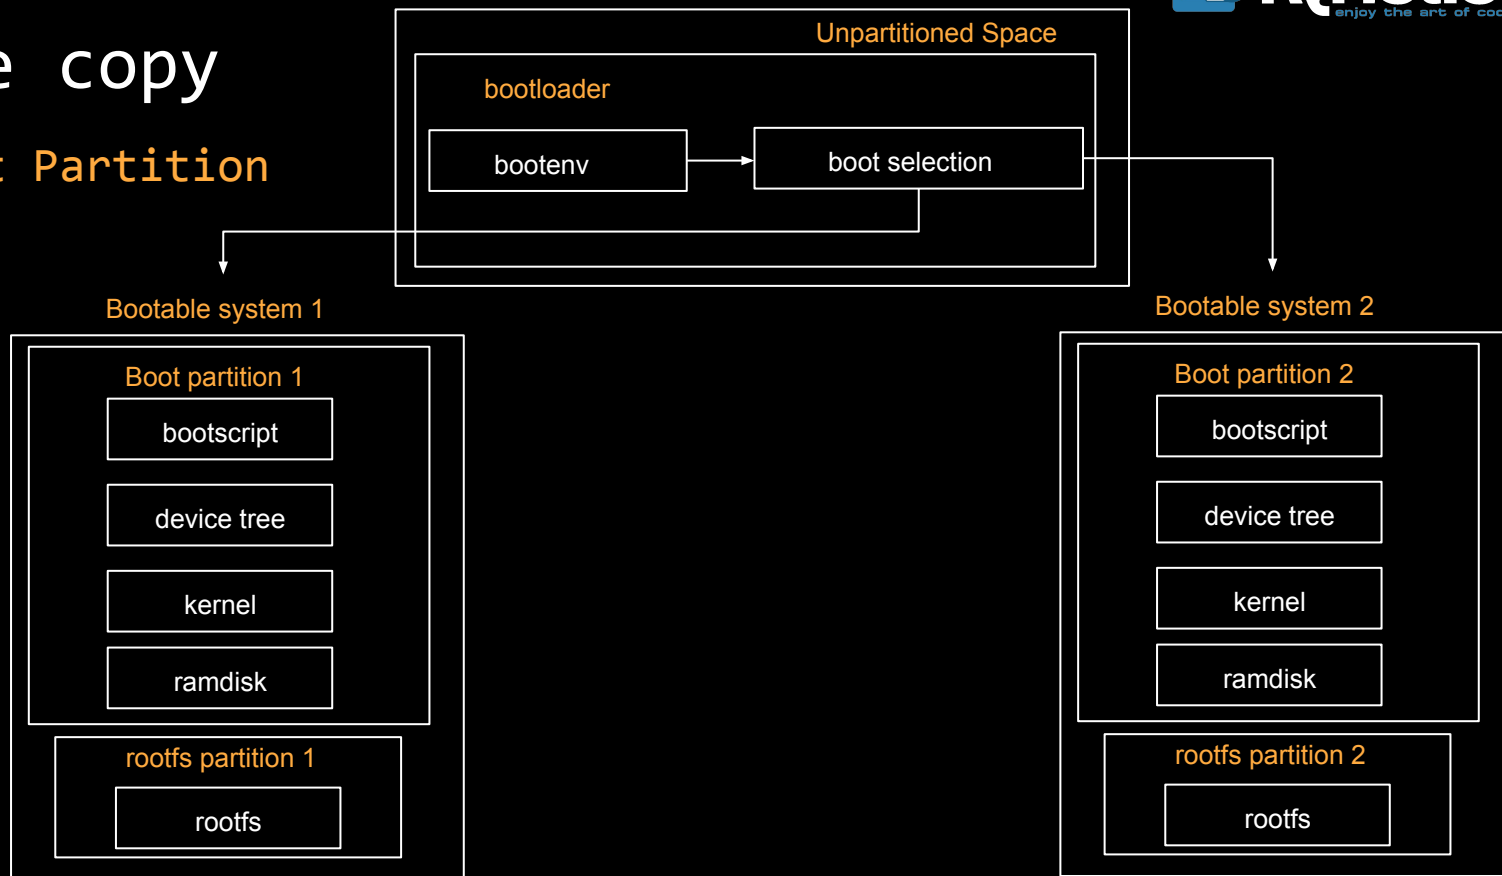 copy
Partition
enjoy the art of
Unpartitioned Space
bootloader
bootenv
boot selection
Bootable system 1
Boot partition 1
bootscript
device tree
kernel
ramdisk
rootfs partition 1
rootfs
Bootable system 2
Boot partition 2
bootscript
device tree
kernel
ramdisk
rootfs partition 2
rootfs